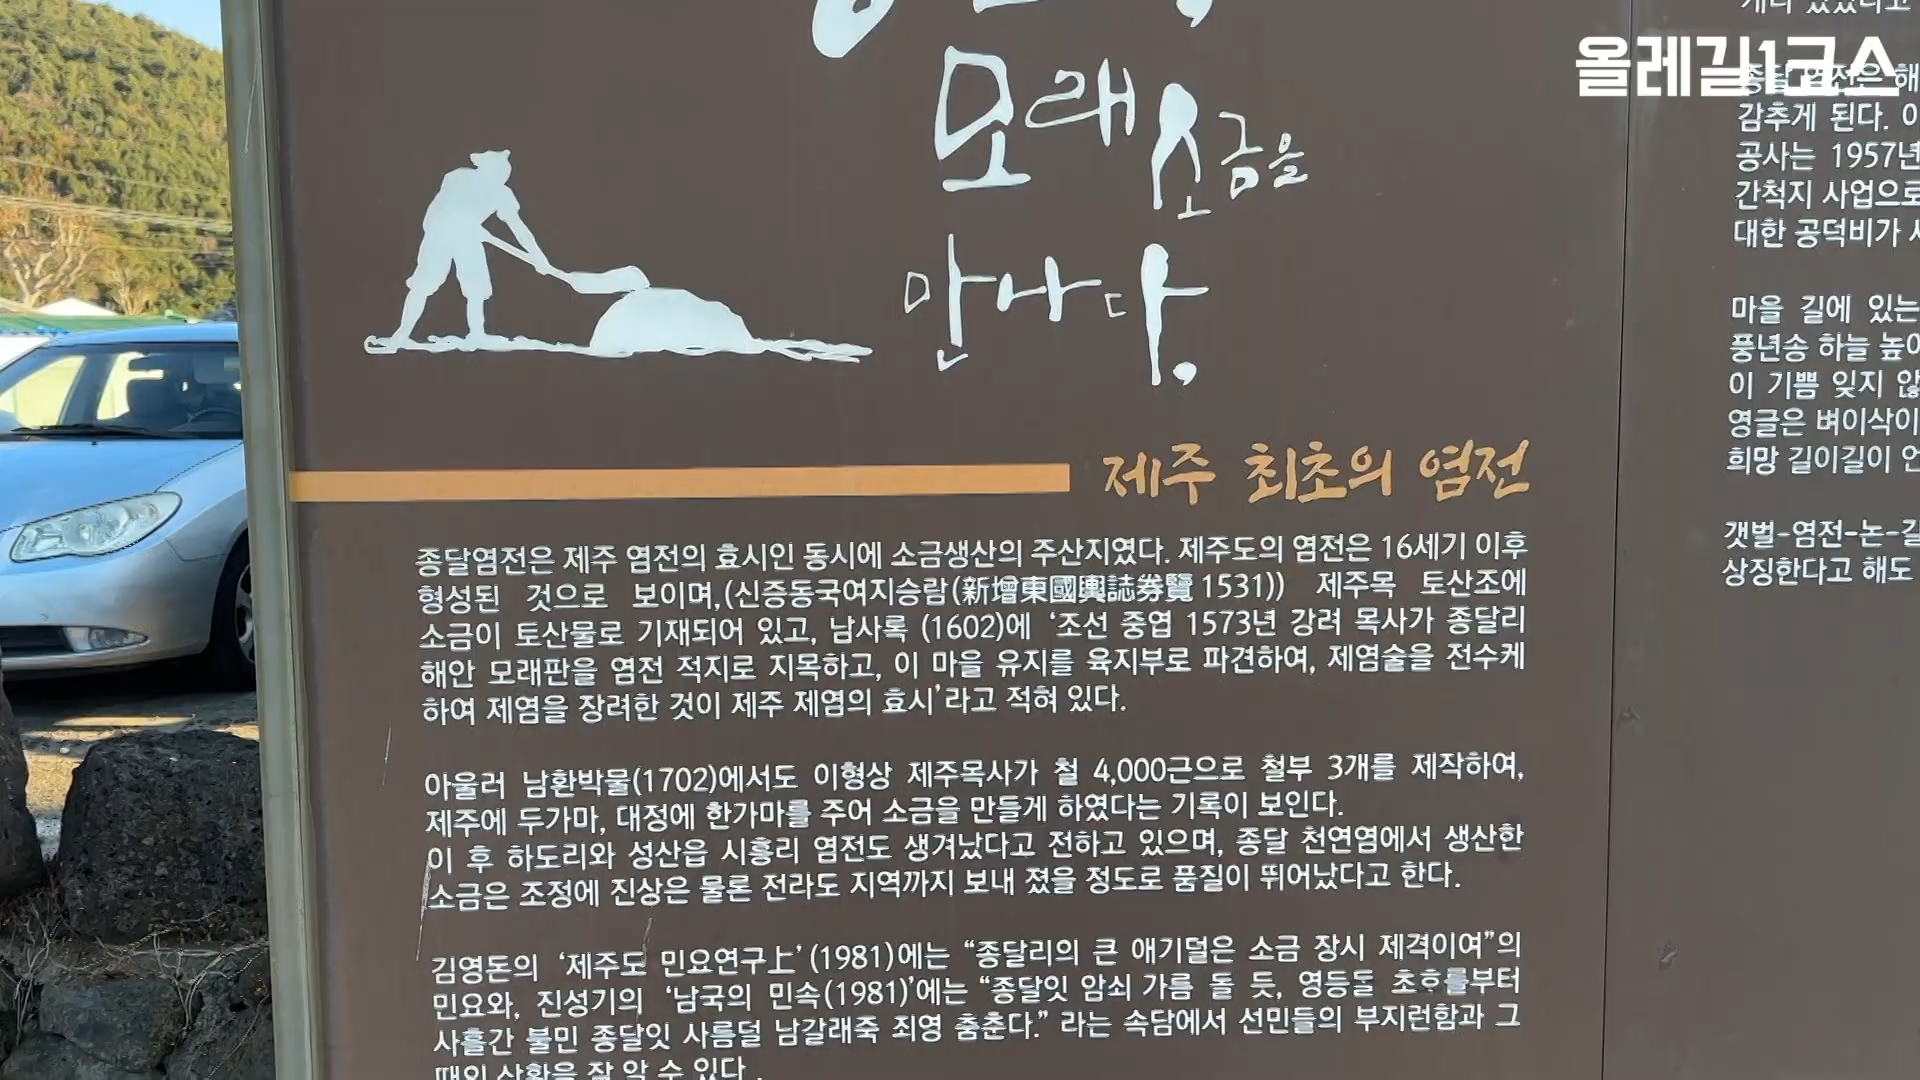 올레길1코스
모래 소금을
만나다.
제주 최초의 염전
종달염전은 제주 염전의 효시인 동시에 소금생산의 주산지였다. 제주도의 염전은 16세기 이후
형성된 것으로 보이며,(신증동국여지승람(新增東國輿誌券覽 1531)) 제주목 토산조에
소금이 토산물로 기재되어 있고, 남사록 (1602)에 ‘조선 중엽 1573년 강려 목사가 종달리
해안 모래판을 염전 적지로 지목하고, 이 마을 유지를 육지부로 파견하여, 제염술을 전수케
하여 제염을 장려한 것이 제주 제염의 효시’라고 적혀 있다.
아울러 남환박물(1702)에서도 이형상 제주목사가 철 4,000근으로 철부 3개를 제작하여,
제주에 두가마, 대정에 한가마를 주어 소금을 만들게 하였다는 기록이 보인다.
이 후 하도리와 성산읍 시흥리 염전도 생겨났다고 전하고 있으며, 종달 천연염에서 생산한
소금은 조정에 진상은 물론 전라도 지역까지 보내 졌을 정도로 품질이 뛰어났다고 한다.
김영돈의 ‘제주도 민요연구上’(1981)에는 “종달리의 큰 애기덜은 소금 장시 제격이여”의
민요와, 진성기의 ‘남국의 민속(1981)’에는 “종달잇 암쇠 가름 돌 듯, 영등둘 초ᄒᆞ를부터
사흘간 불민 종달잇 사름덜 남갈래죽 죄영 춤춘다.” 라는 속담에서 선민들의 부지런함과 그
때의 상황을 잘 알 수 있다.
종달 염전은 해
감추게 된다.
공사는 1957년
간척지 사업으로
대한 공덕비가
마을 길에 있는
풍년송 하늘 높이
이 기쁨 잊지 않
영글은 벼이삭이
희망 길이길이
갯벌-염전-논-길
상징한다고 해도